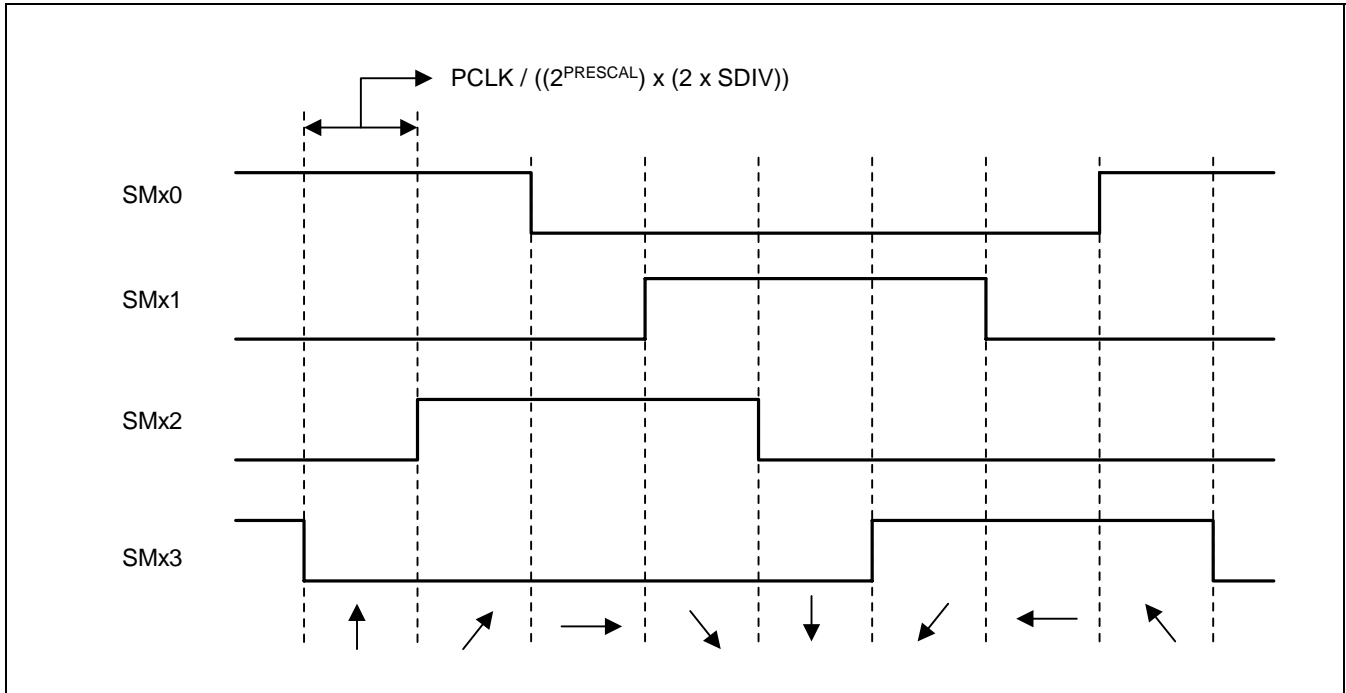 PCLK / ((2^PRESCAL) x (2 x SDIV))
SMx0
SMx1
SMx2
SMx3